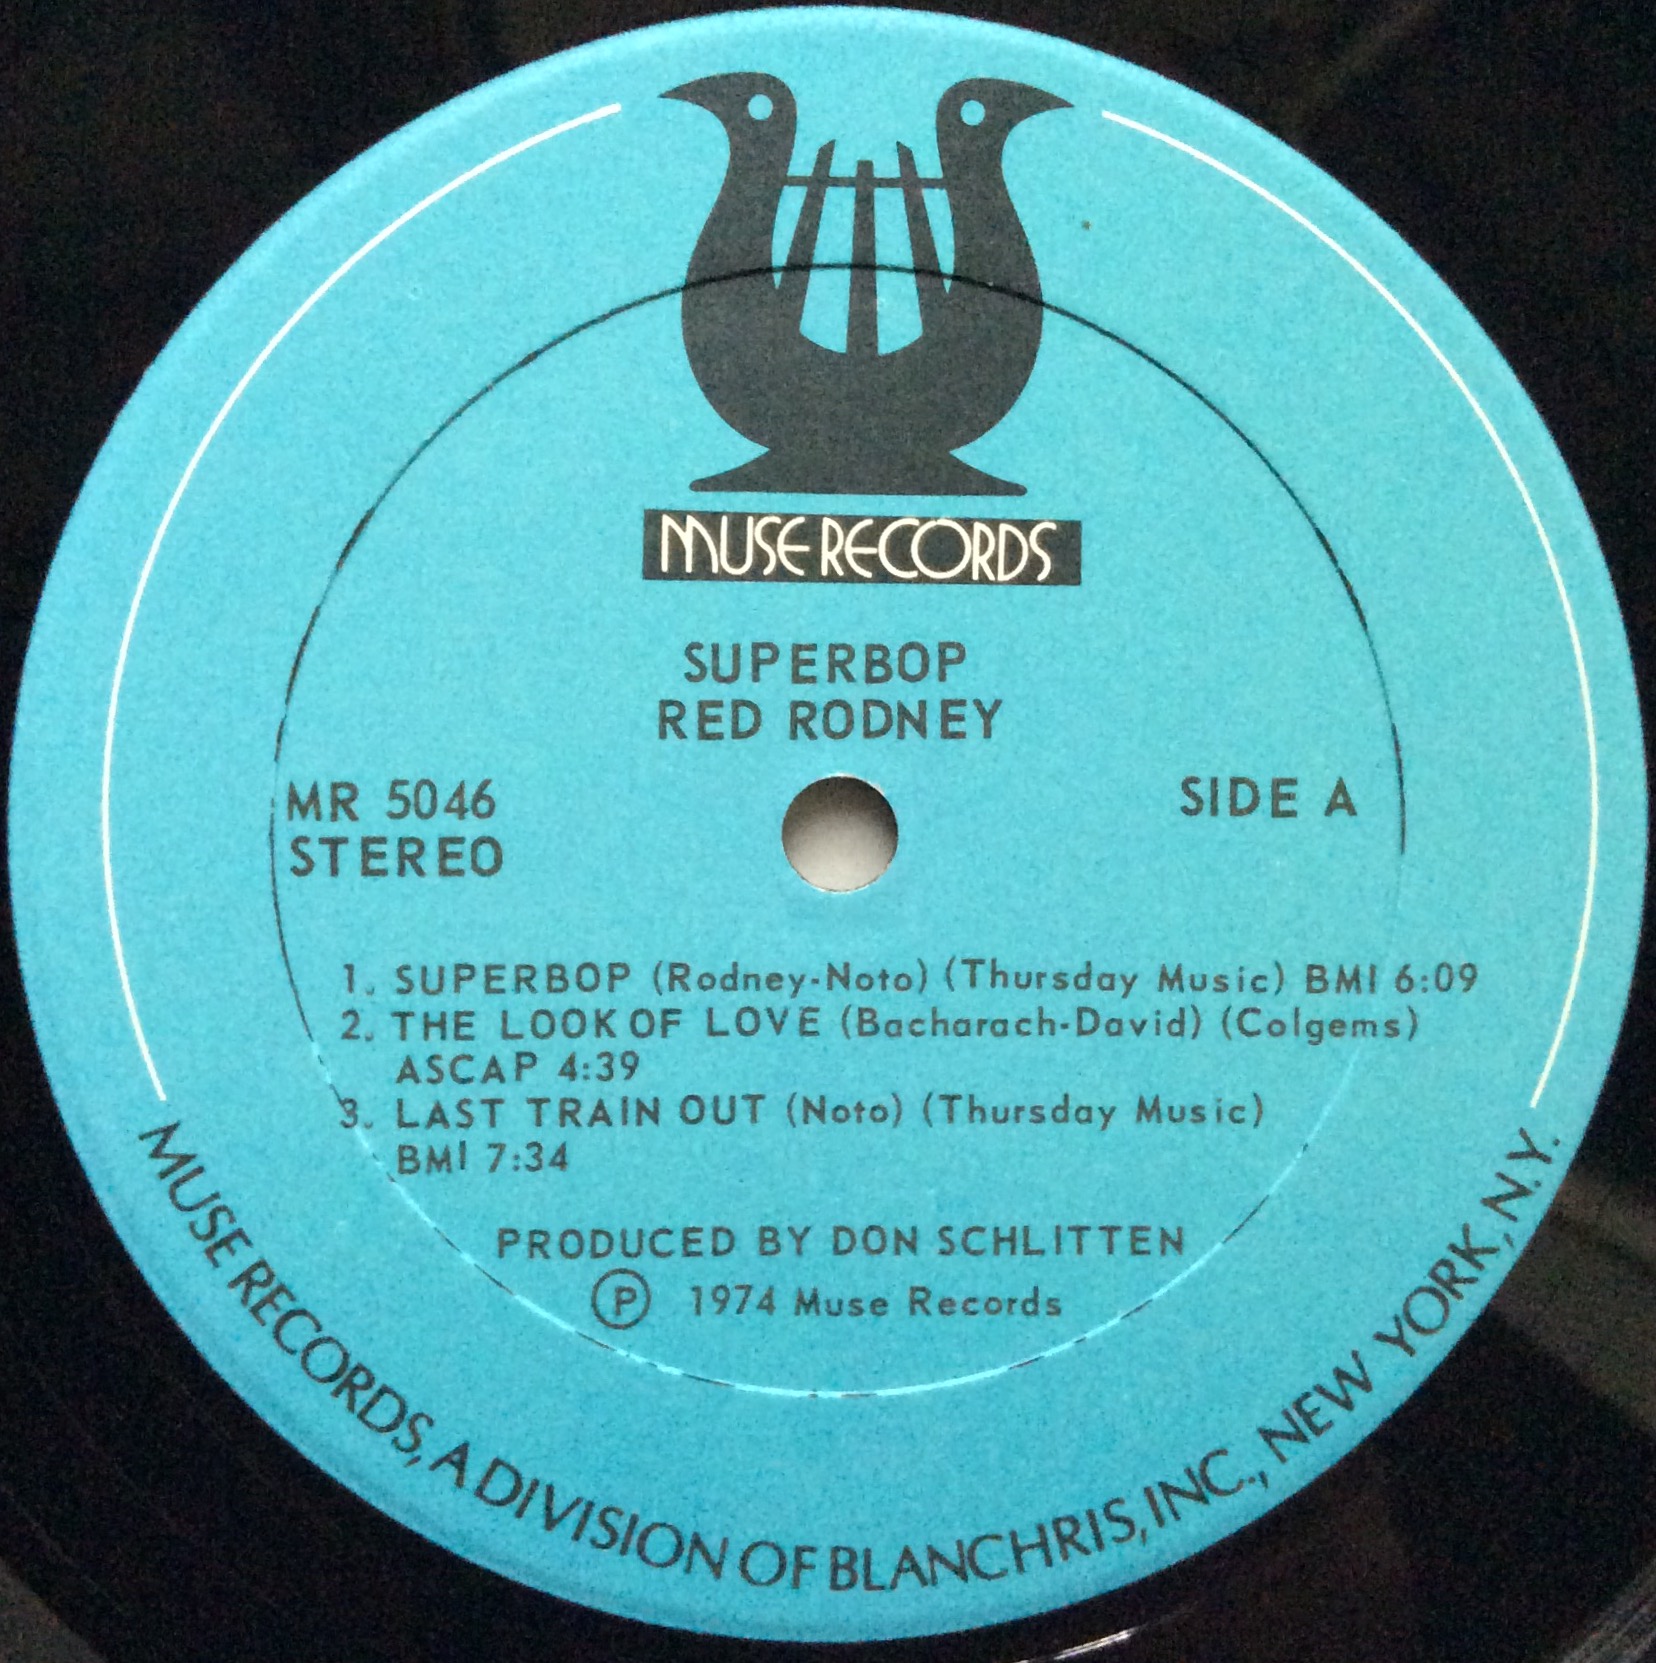 MUSE RECORDS
SUPERBOP
RED RODNEY
MR 5046
STEREO
SIDE A
1. SUPERBOP (Rodney-Noto) (Thursday Music) BMI 6:09
2. THE LOOK OF LOVE (Bacharach-David) (Colgems)
ASCAP 4:39
3. LAST TRAIN OUT (Noto) (Thursday Music)
BMI 7:34
PRODUCED BY DON SCHLITTEN
Ⓟ 1974 Muse Records
MUSE RECORDS, A DIVISION OF BLANCHRIS, INC., NEW YORK, N.Y.